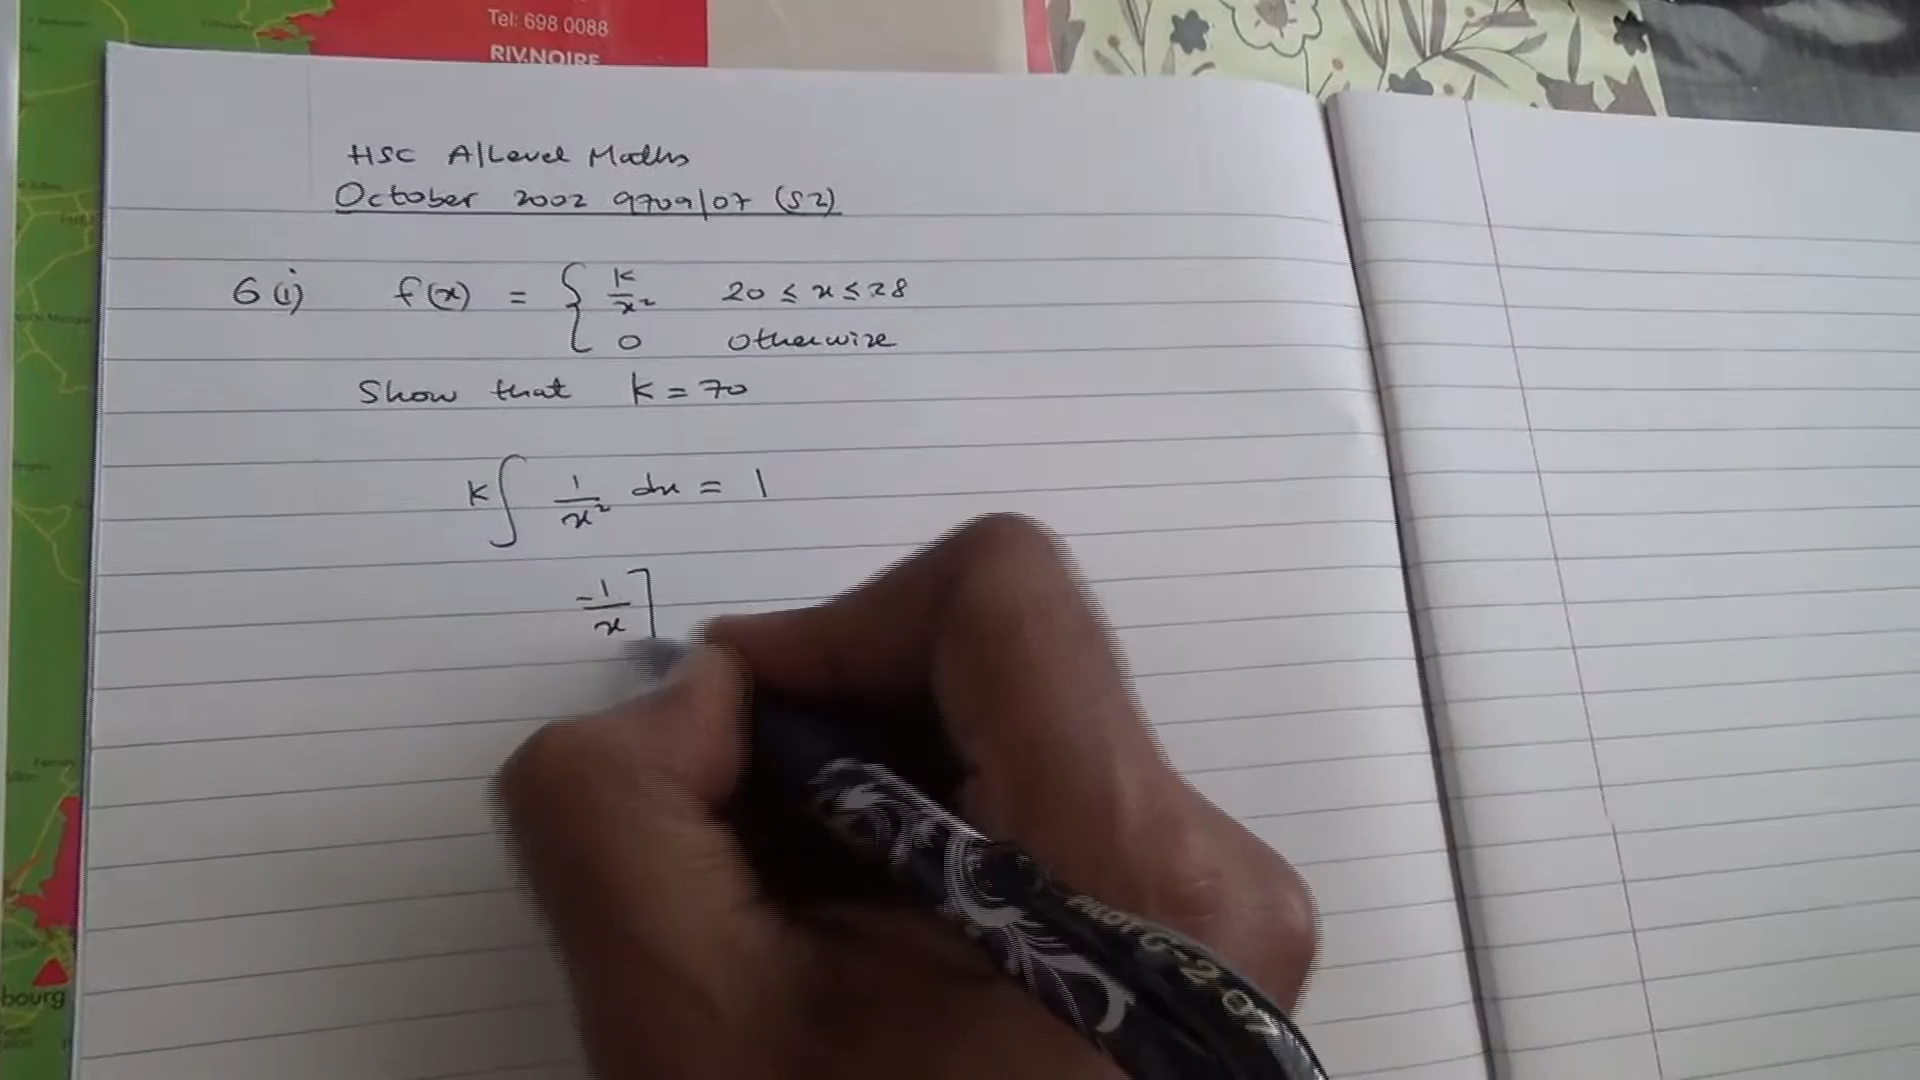 Tel: 698 0088
RIV.NOIRE
HSC A/Level Maths
October 2002 9709/07 (S2)
6 (i) f(x) = { k/x² 20 ≤ x ≤ 28
0 otherwise
Show that k = 70
K ∫ 1/x² dx = 1
-1/x ]
PILOT G-2 07
bourg